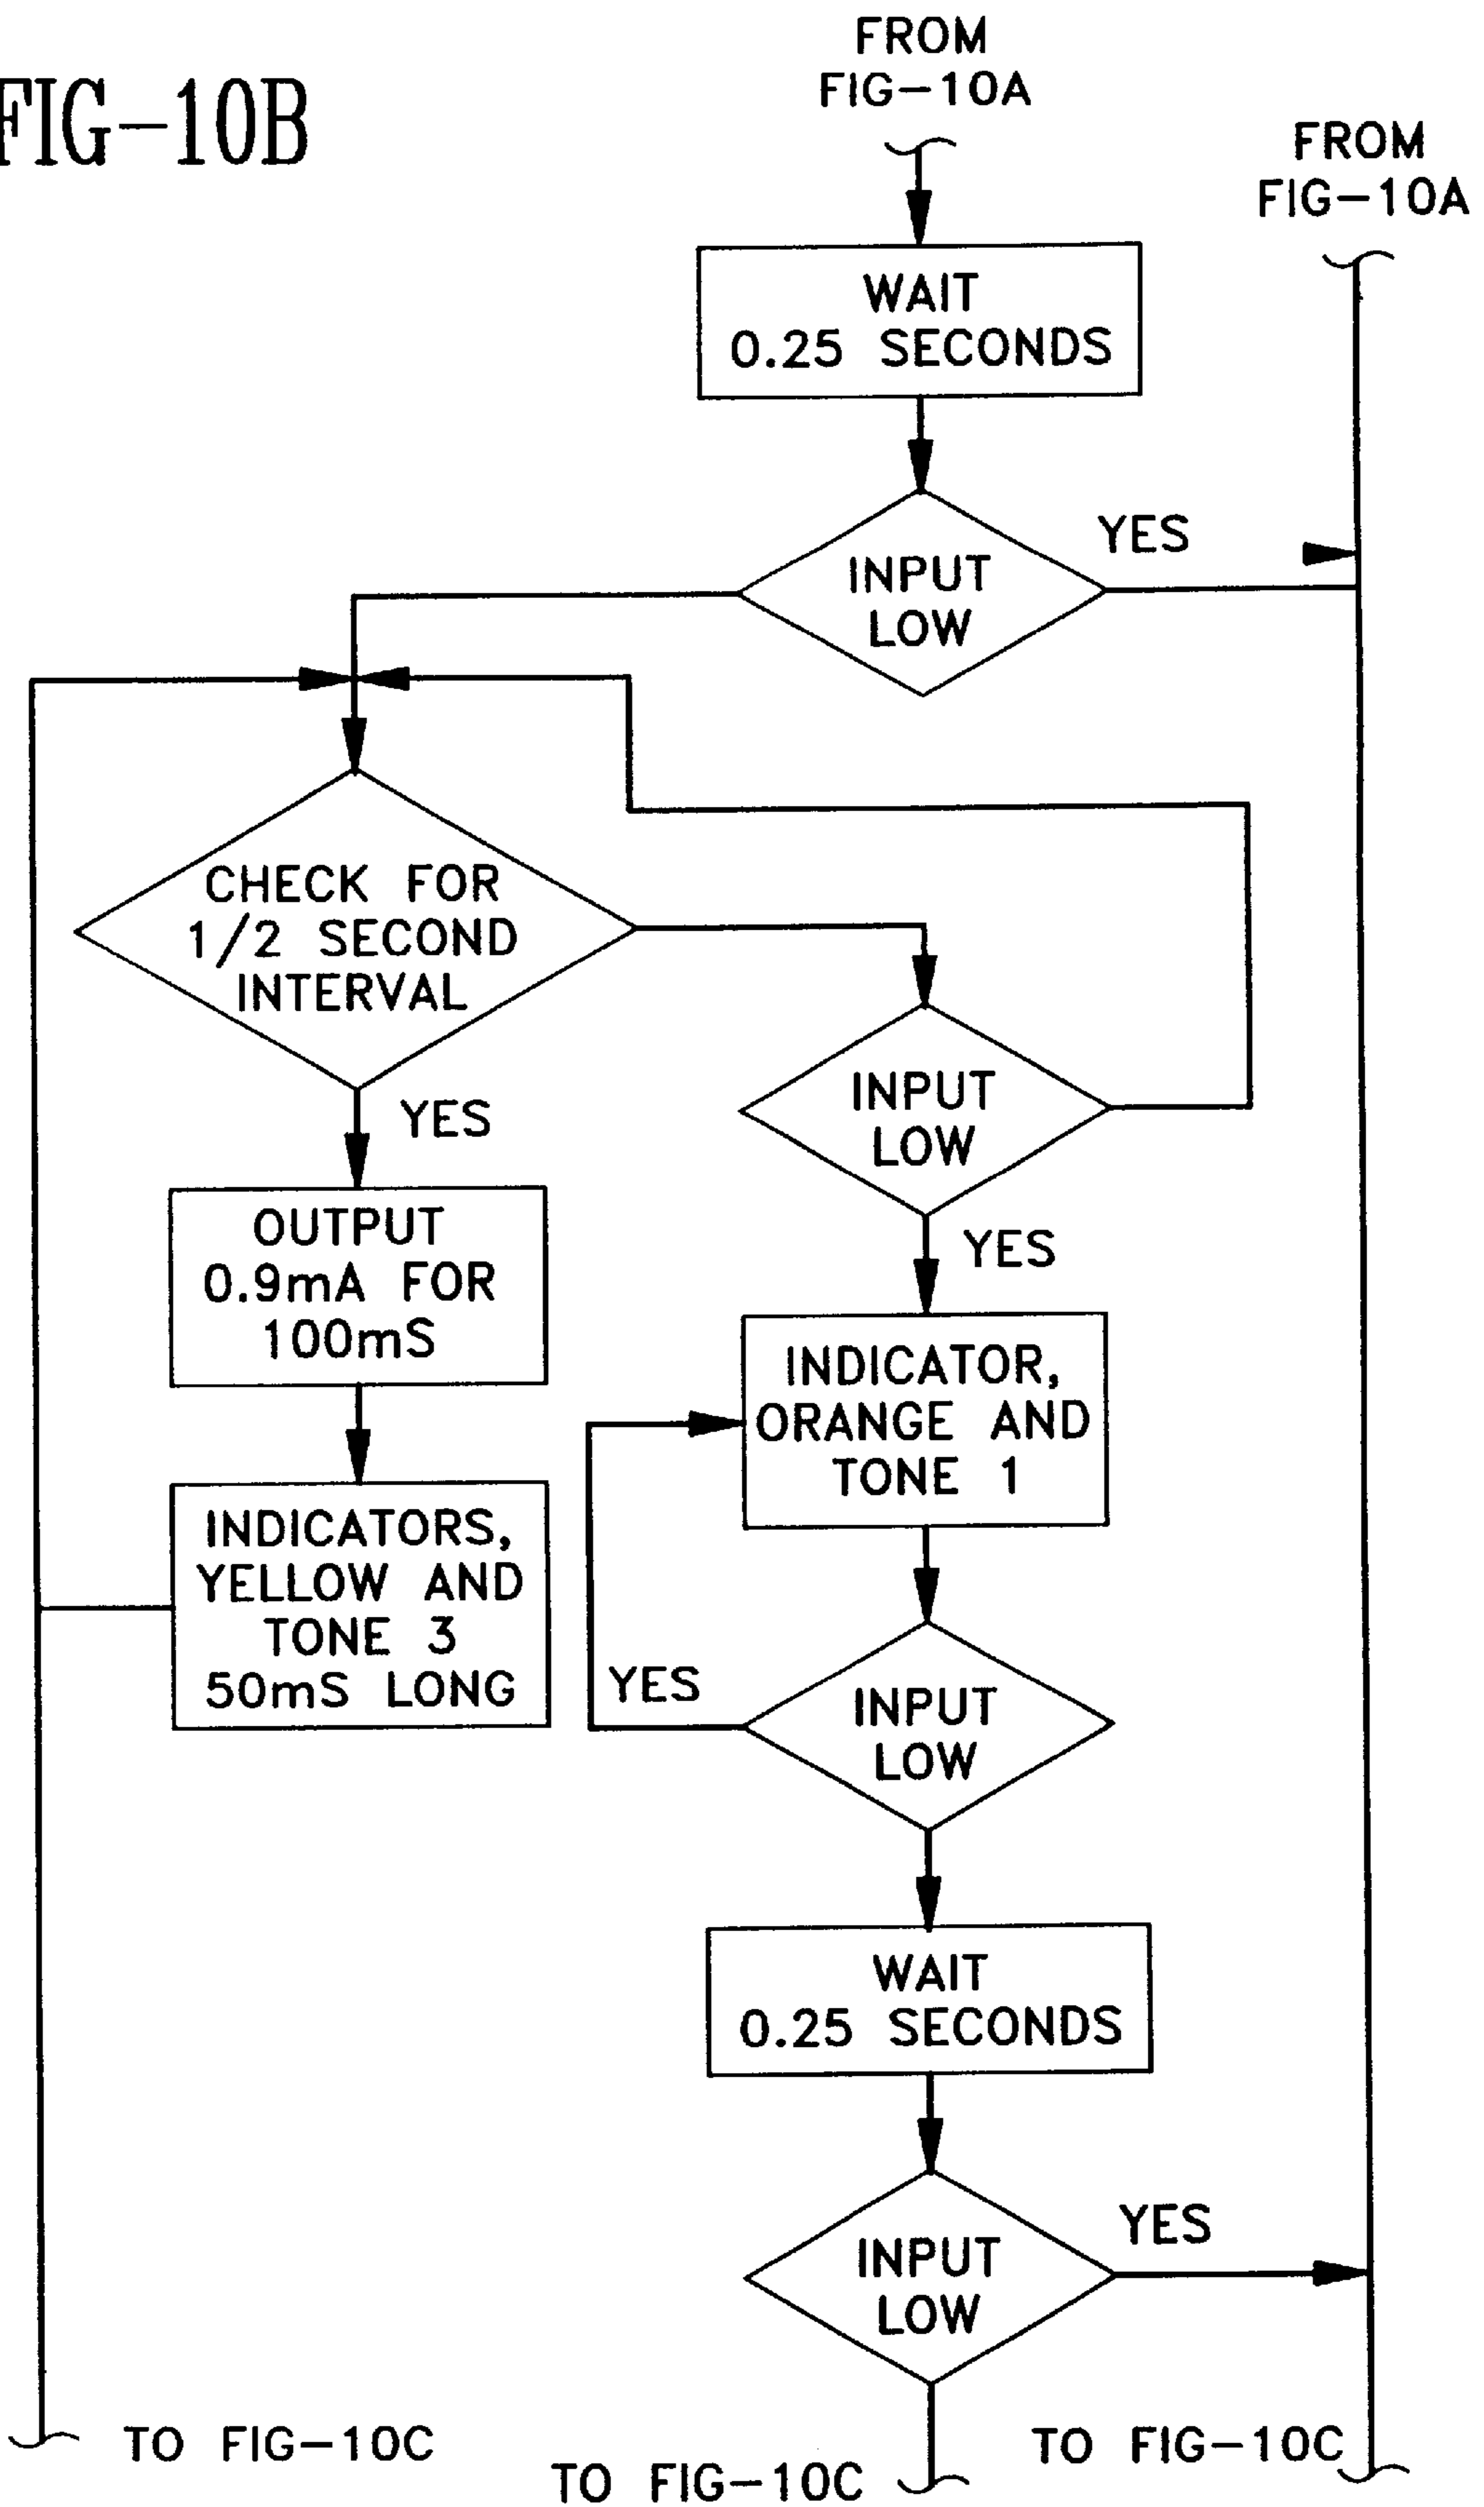 FIG-10B
FROM
FIG-10A
FROM
FIG-10A
WAIT
0.25 SECONDS
INPUT
LOW
YES
CHECK FOR
1/2 SECOND
INTERVAL
YES
INPUT
LOW
YES
OUTPUT
0.9mA FOR
100mS
INDICATOR,
ORANGE AND
TONE 1
INDICATORS,
YELLOW AND
TONE 3
50mS LONG
YES
INPUT
LOW
WAIT
0.25 SECONDS
INPUT
LOW
YES
TO FIG-10C
TO FIG-10C
TO FIG-10C